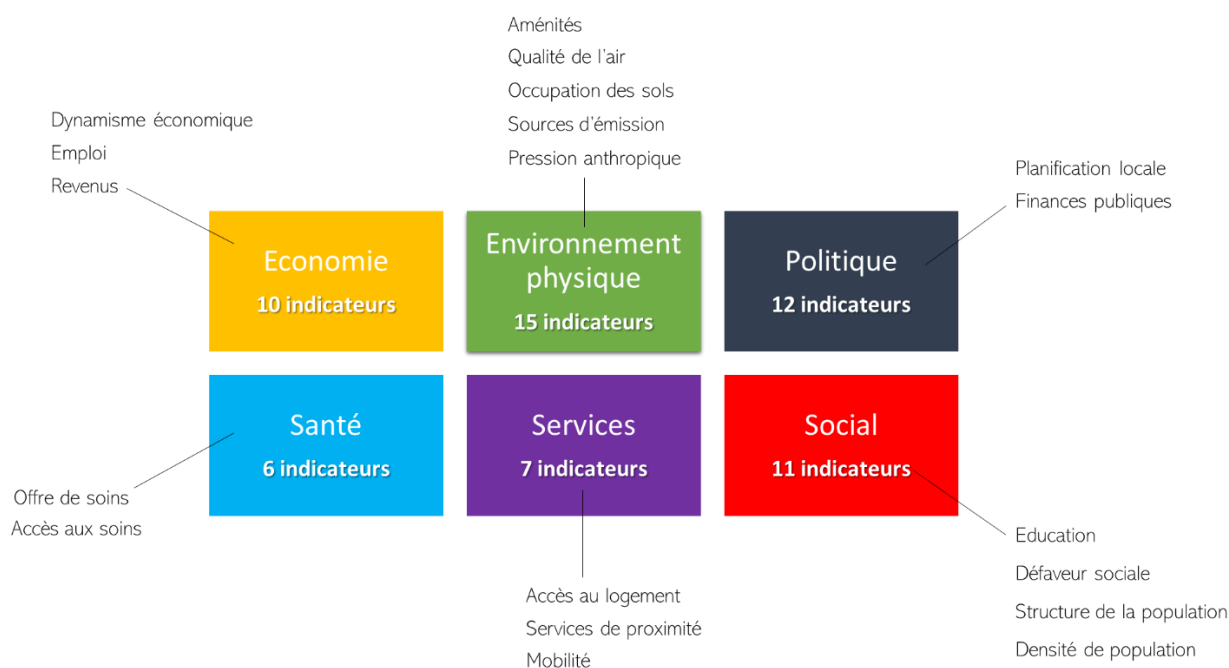 Aménités
Qualité de l'air
Occupation des sols
Sources d'émission
Pression anthropique
Dynamisme économique
Emploi
Revenus
Planification locale
Finances publiques
Economie
10 indicateurs
Environnement
physique
15 indicateurs
Politique
12 indicateurs
Santé
6 indicateurs
Services
7 indicateurs
Social
11 indicateurs
Offre de soins
Accès aux soins
Accès au logement
Services de proximité
Mobilité
Education
Défaveur sociale
Structure de la population
Densité de population